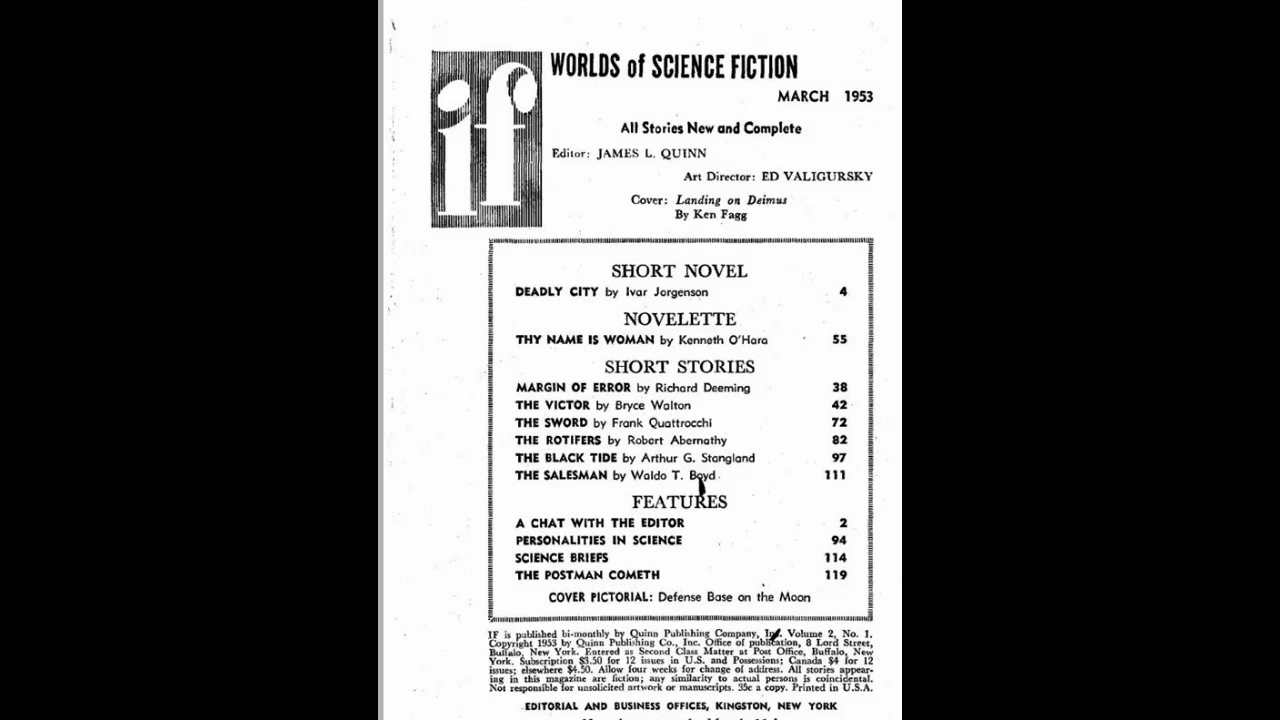 if
WORLDS of SCIENCE FICTION
MARCH 1953
All Stories New and Complete
Editor: JAMES L. QUINN
Art Director: ED VALIGURSKY
Cover: Landing on Deimus
By Ken Fagg
SHORT NOVEL
DEADLY CITY by Ivar Jorgenson 4
NOVELETTE
THY NAME IS WOMAN by Kenneth O'Hara 55
SHORT STORIES
MARGIN OF ERROR by Richard Deeming 38
THE VICTOR by Bryce Walton 42
THE SWORD by Frank Quattrocchi 72
THE ROTIFERS by Robert Abernathy 82
THE BLACK TIDE by Arthur G. Stangland 97
THE SALESMAN by Waldo T. Boyd 111
FEATURES
A CHAT WITH THE EDITOR 2
PERSONALITIES IN SCIENCE 94
SCIENCE BRIEFS 114
THE POSTMAN COMETH 119
COVER PICTORIAL: Defense Base on the Moon
IF is published bi-monthly by Quinn Publishing Company, Inc. Volume 2, No. 1.
Copyright 1953 by Quinn Publishing Co., Inc. Office of publication, 8 Lord Street,
Buffalo, New York. Entered as Second Class Matter at Post Office, Buffalo, New
York. Subscription $3.50 for 12 issues in U.S. and Possessions; Canada $4 for 12
issues; elsewhere $4.50. Allow four weeks for change of address. All stories appear-
ing in this magazine are fiction; any similarity to actual persons is coincidental.
Not responsible for unsolicited artwork or manuscripts. 35c a copy. Printed in U.S.A.
EDITORIAL AND BUSINESS OFFICES, KINGSTON, NEW YORK